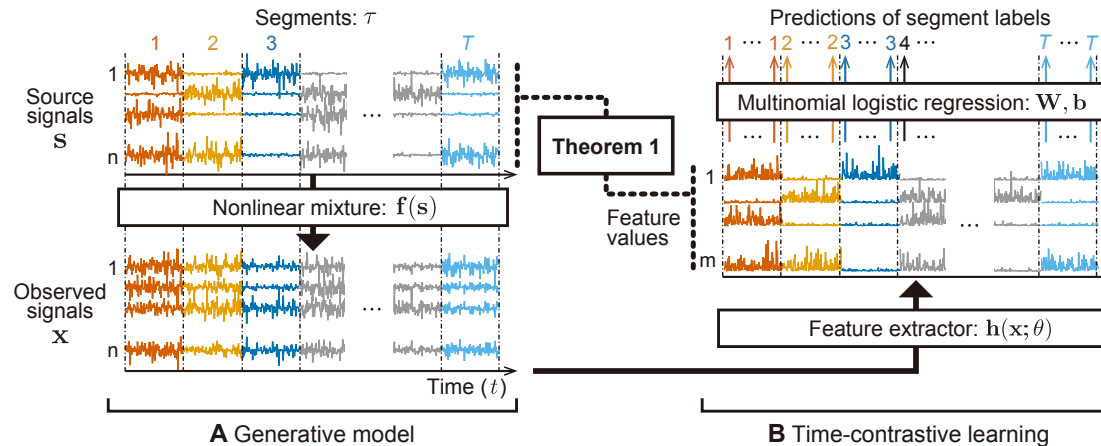 Segments: τ
1 2 3 T
Source signals s
1
n
Nonlinear mixture: f(s)
Observed signals x
1
n
...
...
Time (t)
A Generative model
Theorem 1
Feature values
Predictions of segment labels
1 ... 1 2 ... 2 3 ... 3 4 ... T ... T
Multinomial logistic regression: W, b
... ... ... ... ...
1
m
...
Feature extractor: h(x; θ)
B Time-contrastive learning